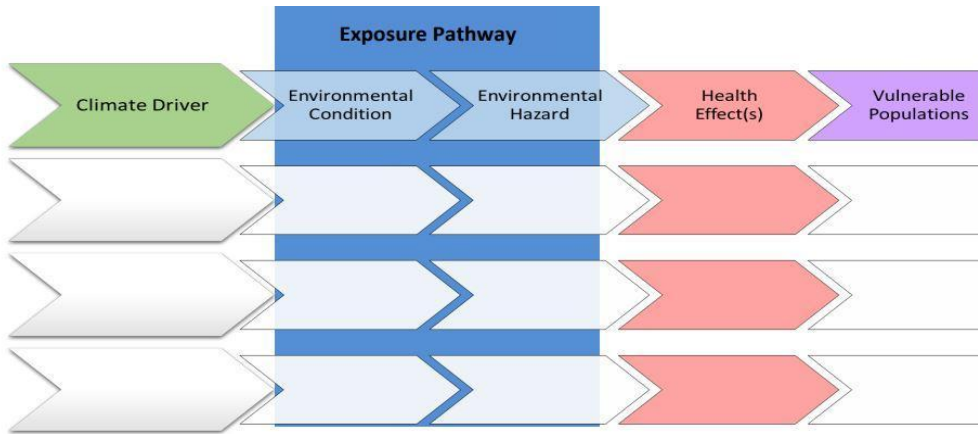 Exposure Pathway
Climate Driver
Environmental
Condition
Environmental
Hazard
Health
Effect(s)
Vulnerable
Populations